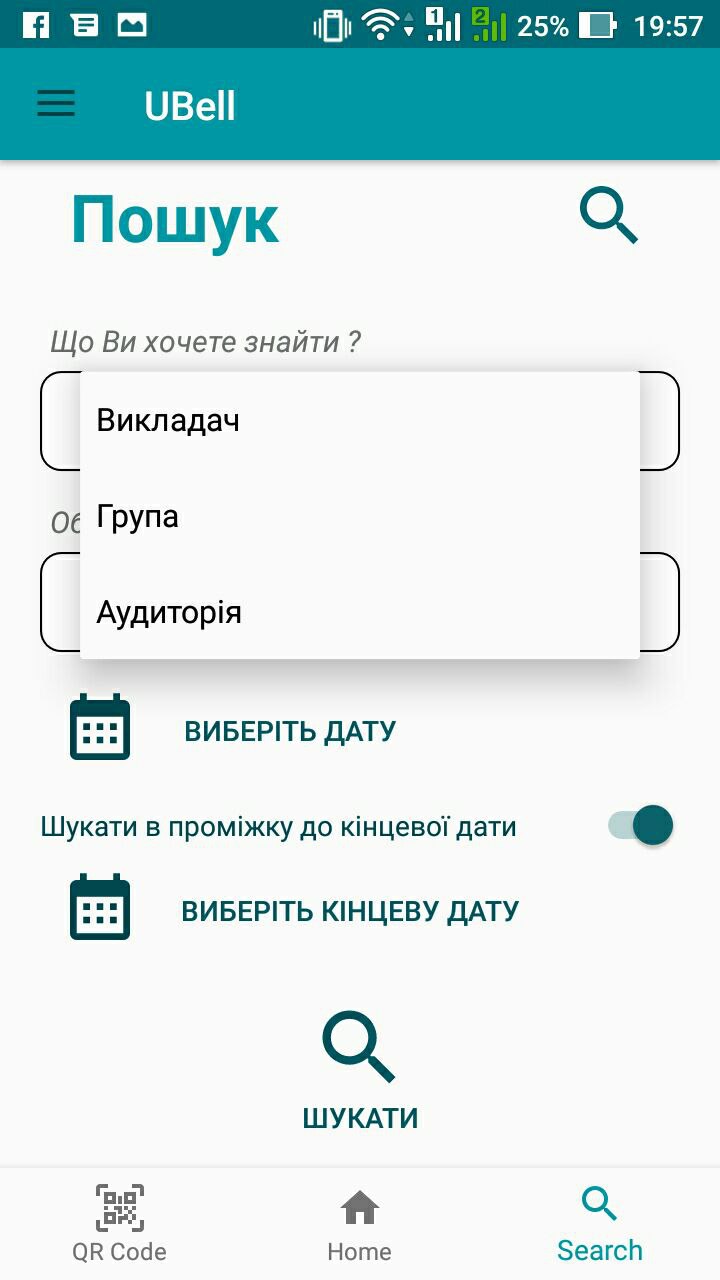 1 2 25% 19:57
UBell
Пошук
Що Ви хочете знайти ?
Викладач
Група
Аудиторія
ВИБЕРІТЬ ДАТУ
Шукати в проміжку до кінцевої дати
ВИБЕРІТЬ КІНЦЕВУ ДАТУ
ШУКАТИ
QR Code Home Search